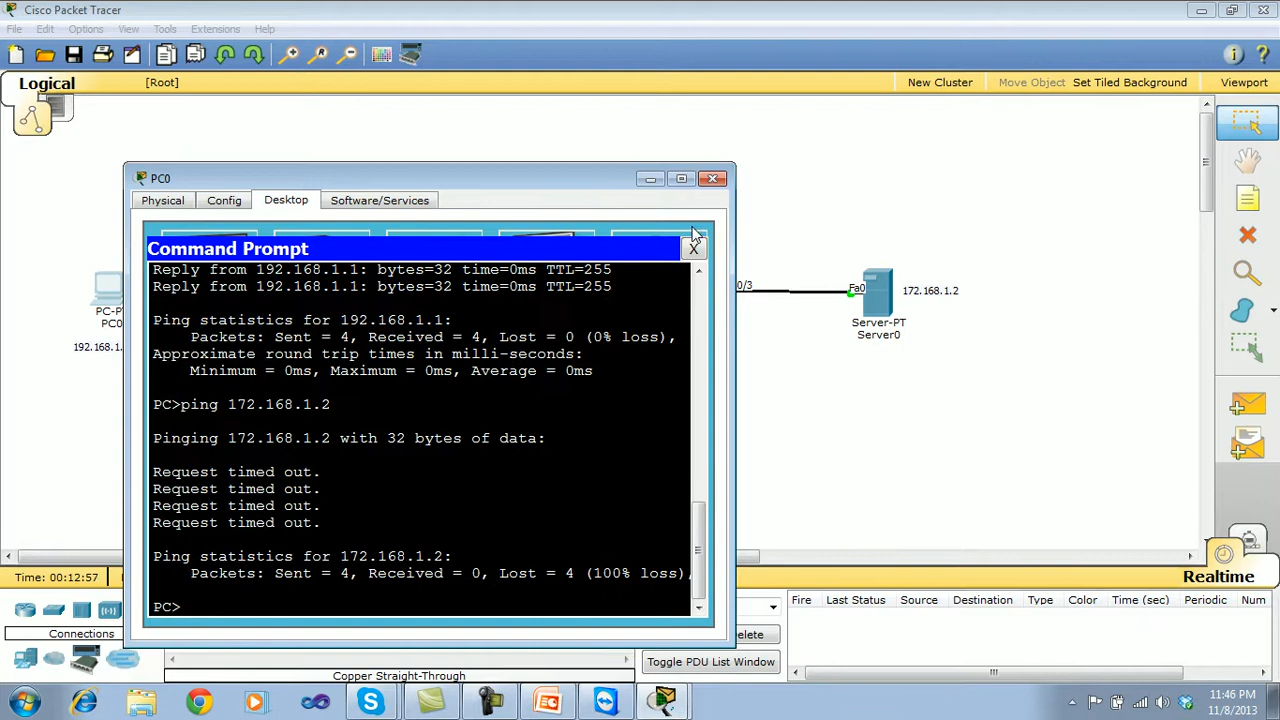 Cisco Packet Tracer
File Edit Options View Tools Extensions Help
Logical [Root] New Cluster Move Object Set Tiled Background Viewport
PC0
Physical Config Desktop Software/Services
Command Prompt X
Reply from 192.168.1.1: bytes=32 time=0ms TTL=255
Reply from 192.168.1.1: bytes=32 time=0ms TTL=255
Ping statistics for 192.168.1.1:
Packets: Sent = 4, Received = 4, Lost = 0 (0% loss),
Approximate round trip times in milli-seconds:
Minimum = 0ms, Maximum = 0ms, Average = 0ms
PC>ping 172.168.1.2
Pinging 172.168.1.2 with 32 bytes of data:
Request timed out.
Request timed out.
Request timed out.
Request timed out.
Ping statistics for 172.168.1.2:
Packets: Sent = 4, Received = 0, Lost = 4 (100% loss),
PC>
PC-PT
PC0
192.168.1.
0/3
Fa0
172.168.1.2
Server-PT
Server0
Time: 00:12:57
Realtime
Fire Last Status Source Destination Type Color Time (sec) Periodic Num
Connections
elete
Toggle PDU List Window
Copper Straight-Through
11:46 PM
11/8/2013